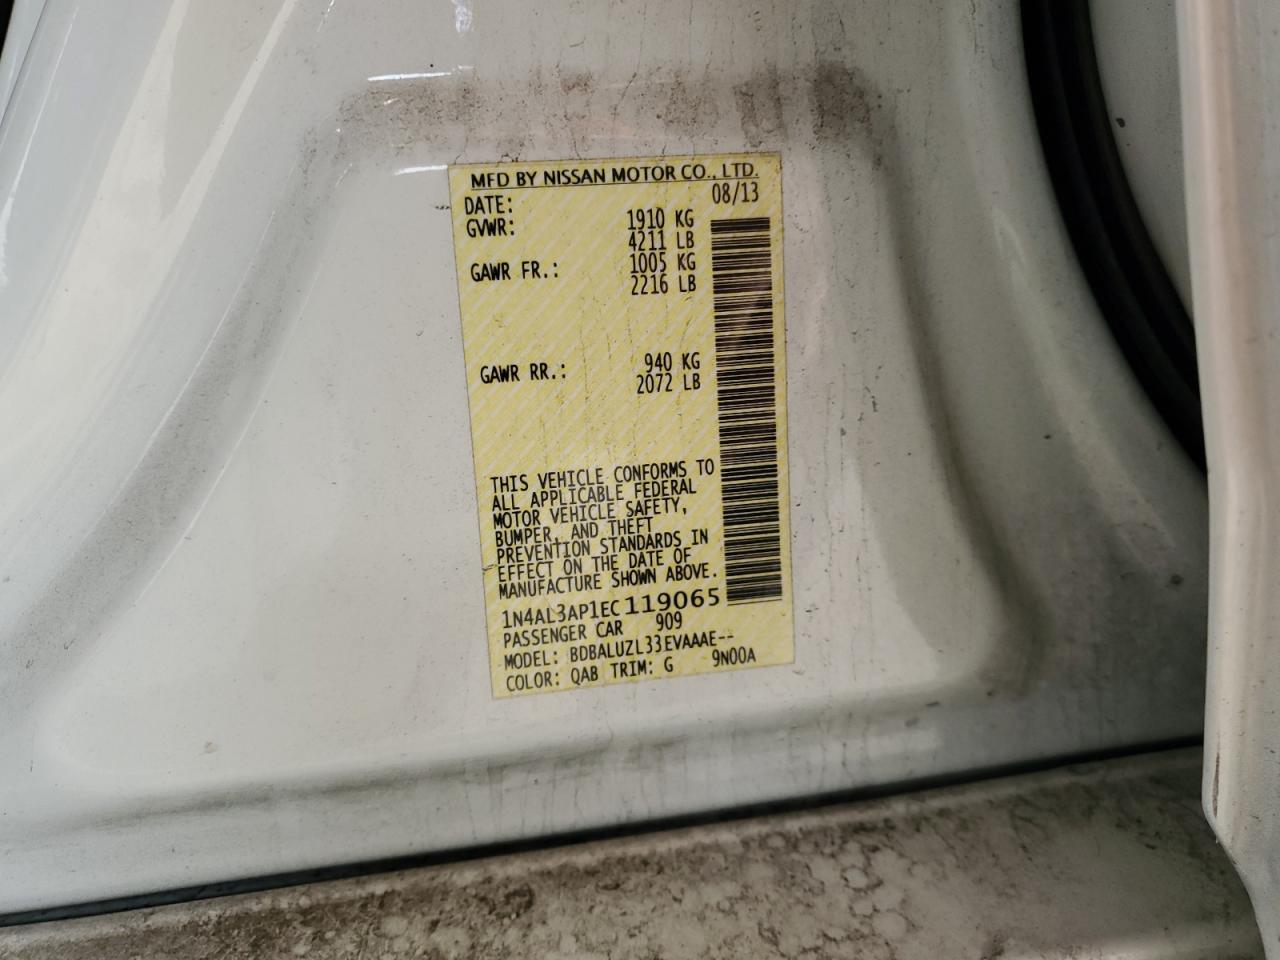 MFD BY NISSAN MOTOR CO., LTD.
DATE: 08/13
GVWR: 1910 KG
4211 LB
GAWR FR.: 1005 KG
2216 LB
GAWR RR.: 940 KG
2072 LB
THIS VEHICLE CONFORMS TO
ALL APPLICABLE FEDERAL
MOTOR VEHICLE SAFETY,
BUMPER, AND THEFT
PREVENTION STANDARDS IN
EFFECT ON THE DATE OF
MANUFACTURE SHOWN ABOVE.
1N4AL3AP1EC119065
PASSENGER CAR 909
MODEL: BDBALUZL33EVAAAE--
COLOR: QAB TRIM: G 9N00A